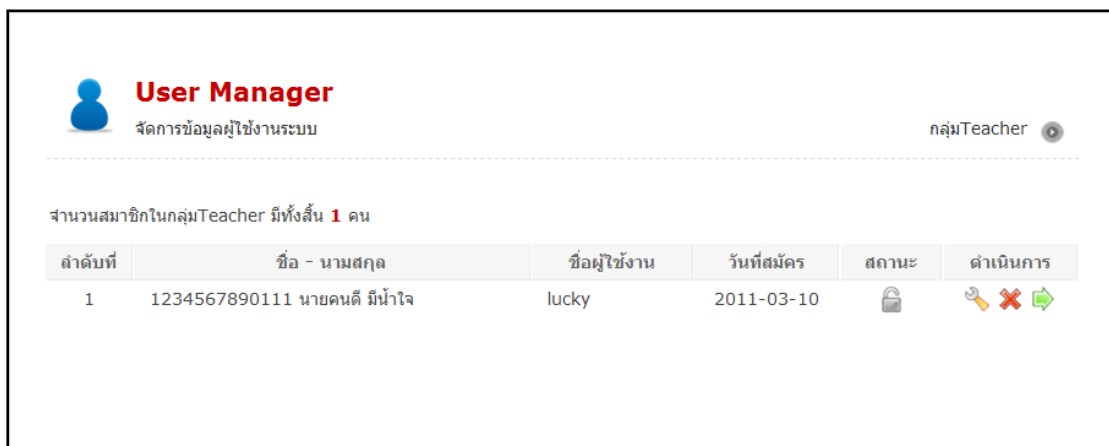 User Manager
จัดการข้อมูลผู้ใช้งานระบบ
กลุ่มTeacher
จำนวนสมาชิกในกลุ่มTeacher มีทั้งสิ้น 1 คน
ลำดับที่ ชื่อ - นามสกุล ชื่อผู้ใช้งาน วันที่สมัคร สถานะ ดำเนินการ
1 1234567890111 นายคนดี มีน้ำใจ lucky 2011-03-10